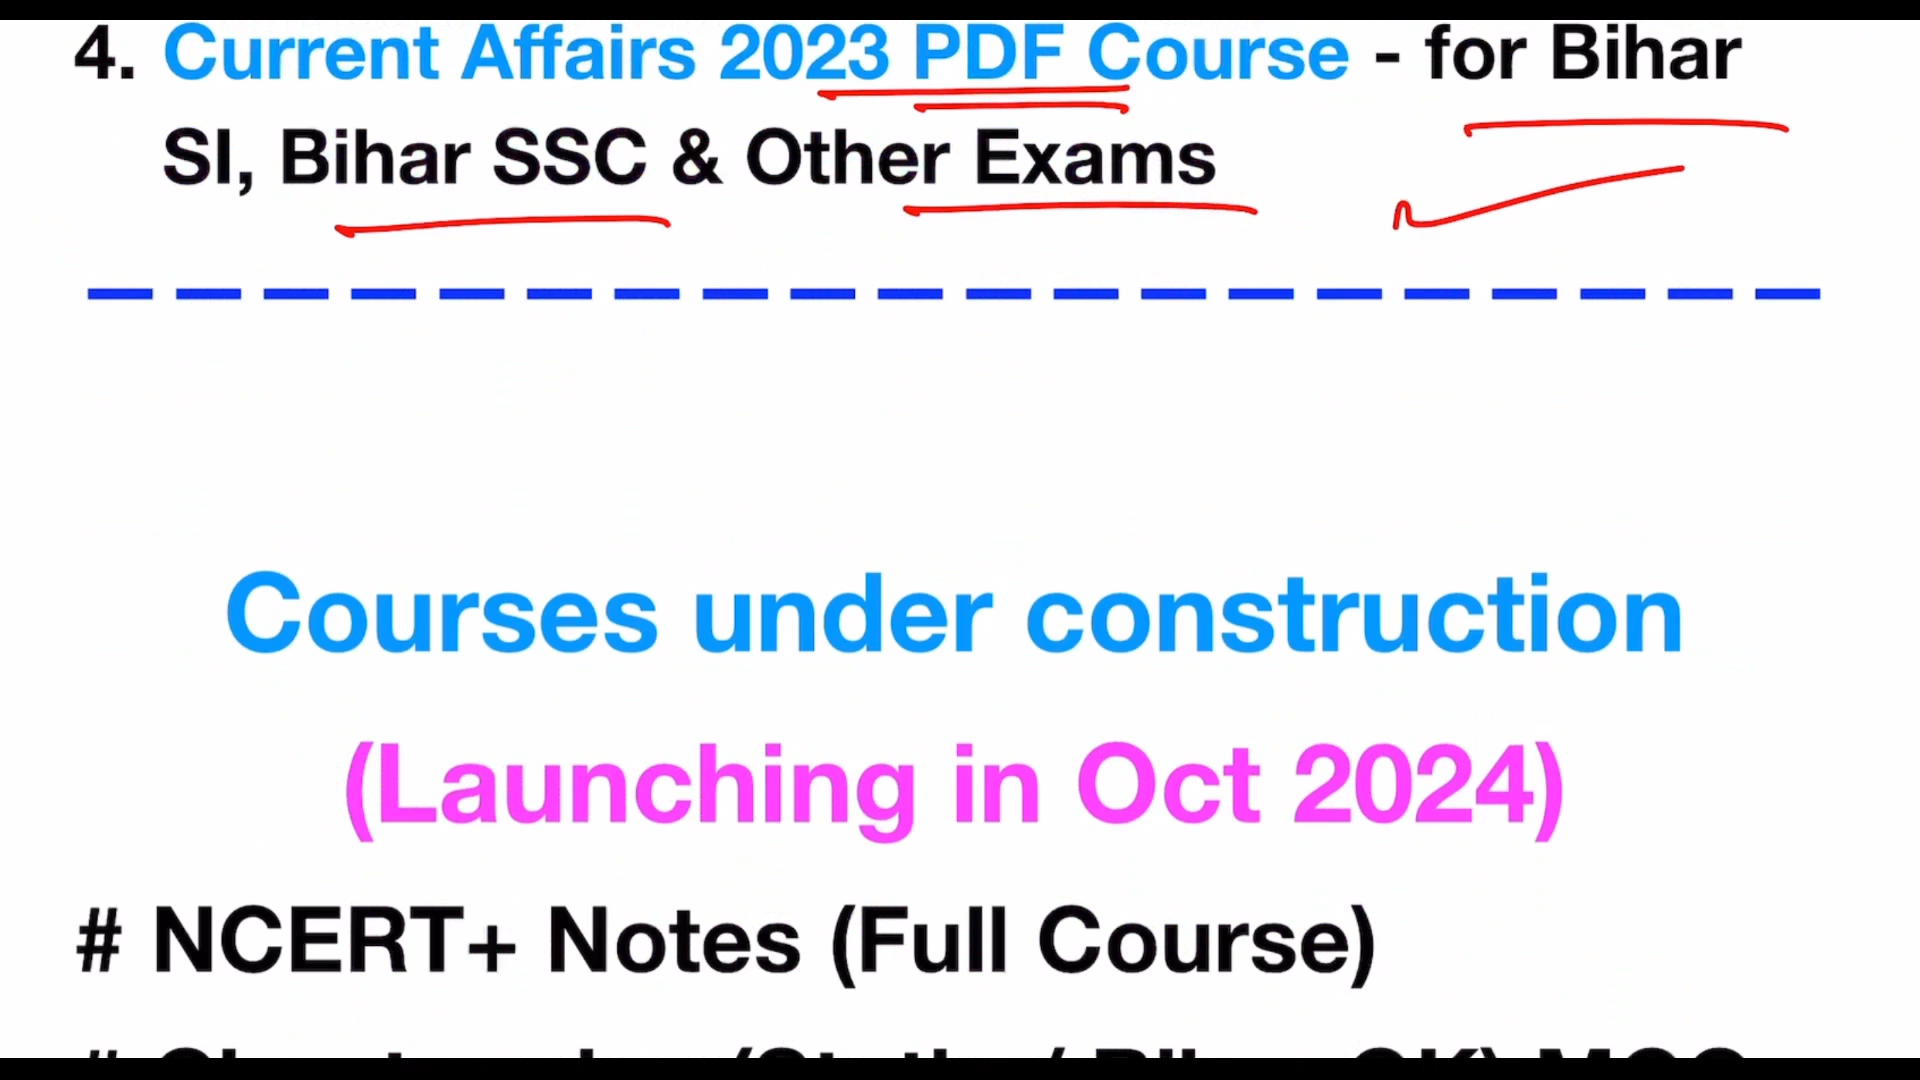 4. Current Affairs 2023 PDF Course - for Bihar
SI, Bihar SSC & Other Exams
Courses under construction
(Launching in Oct 2024)
# NCERT+ Notes (Full Course)